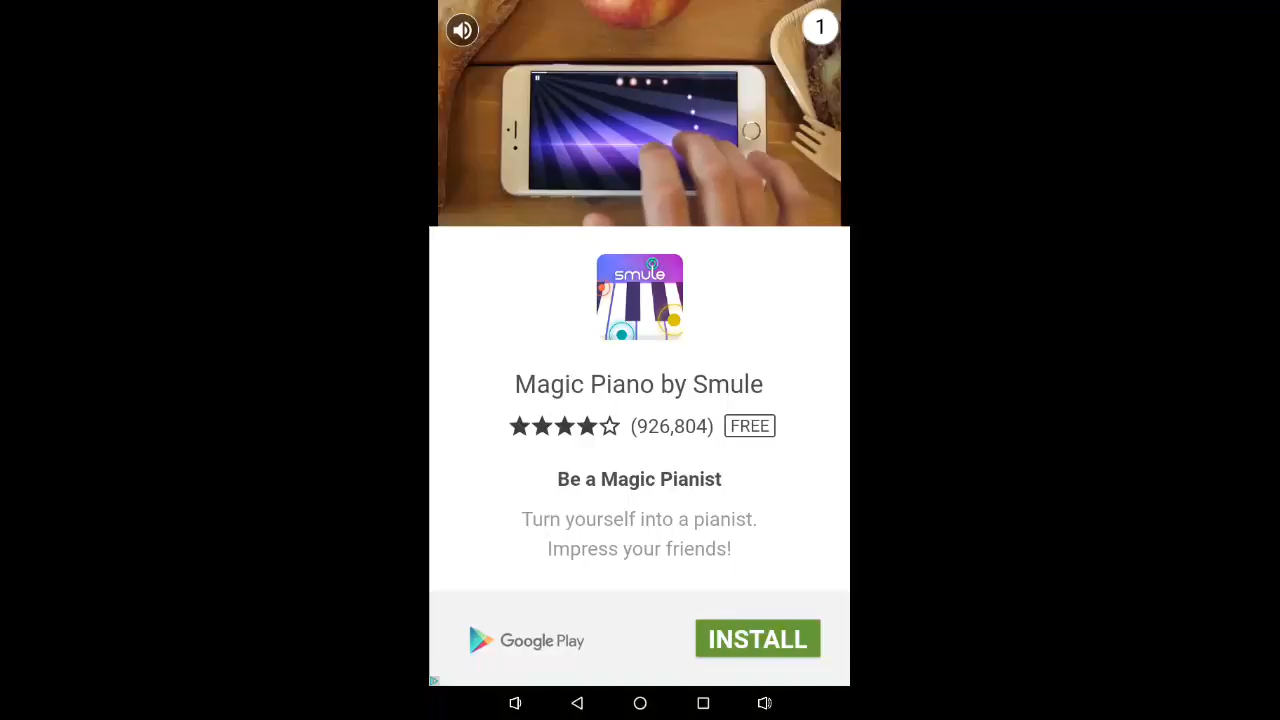 1
smule
Magic Piano by Smule
(926,804) FREE
Be a Magic Pianist
Turn yourself into a pianist.
Impress your friends!
Google Play INSTALL